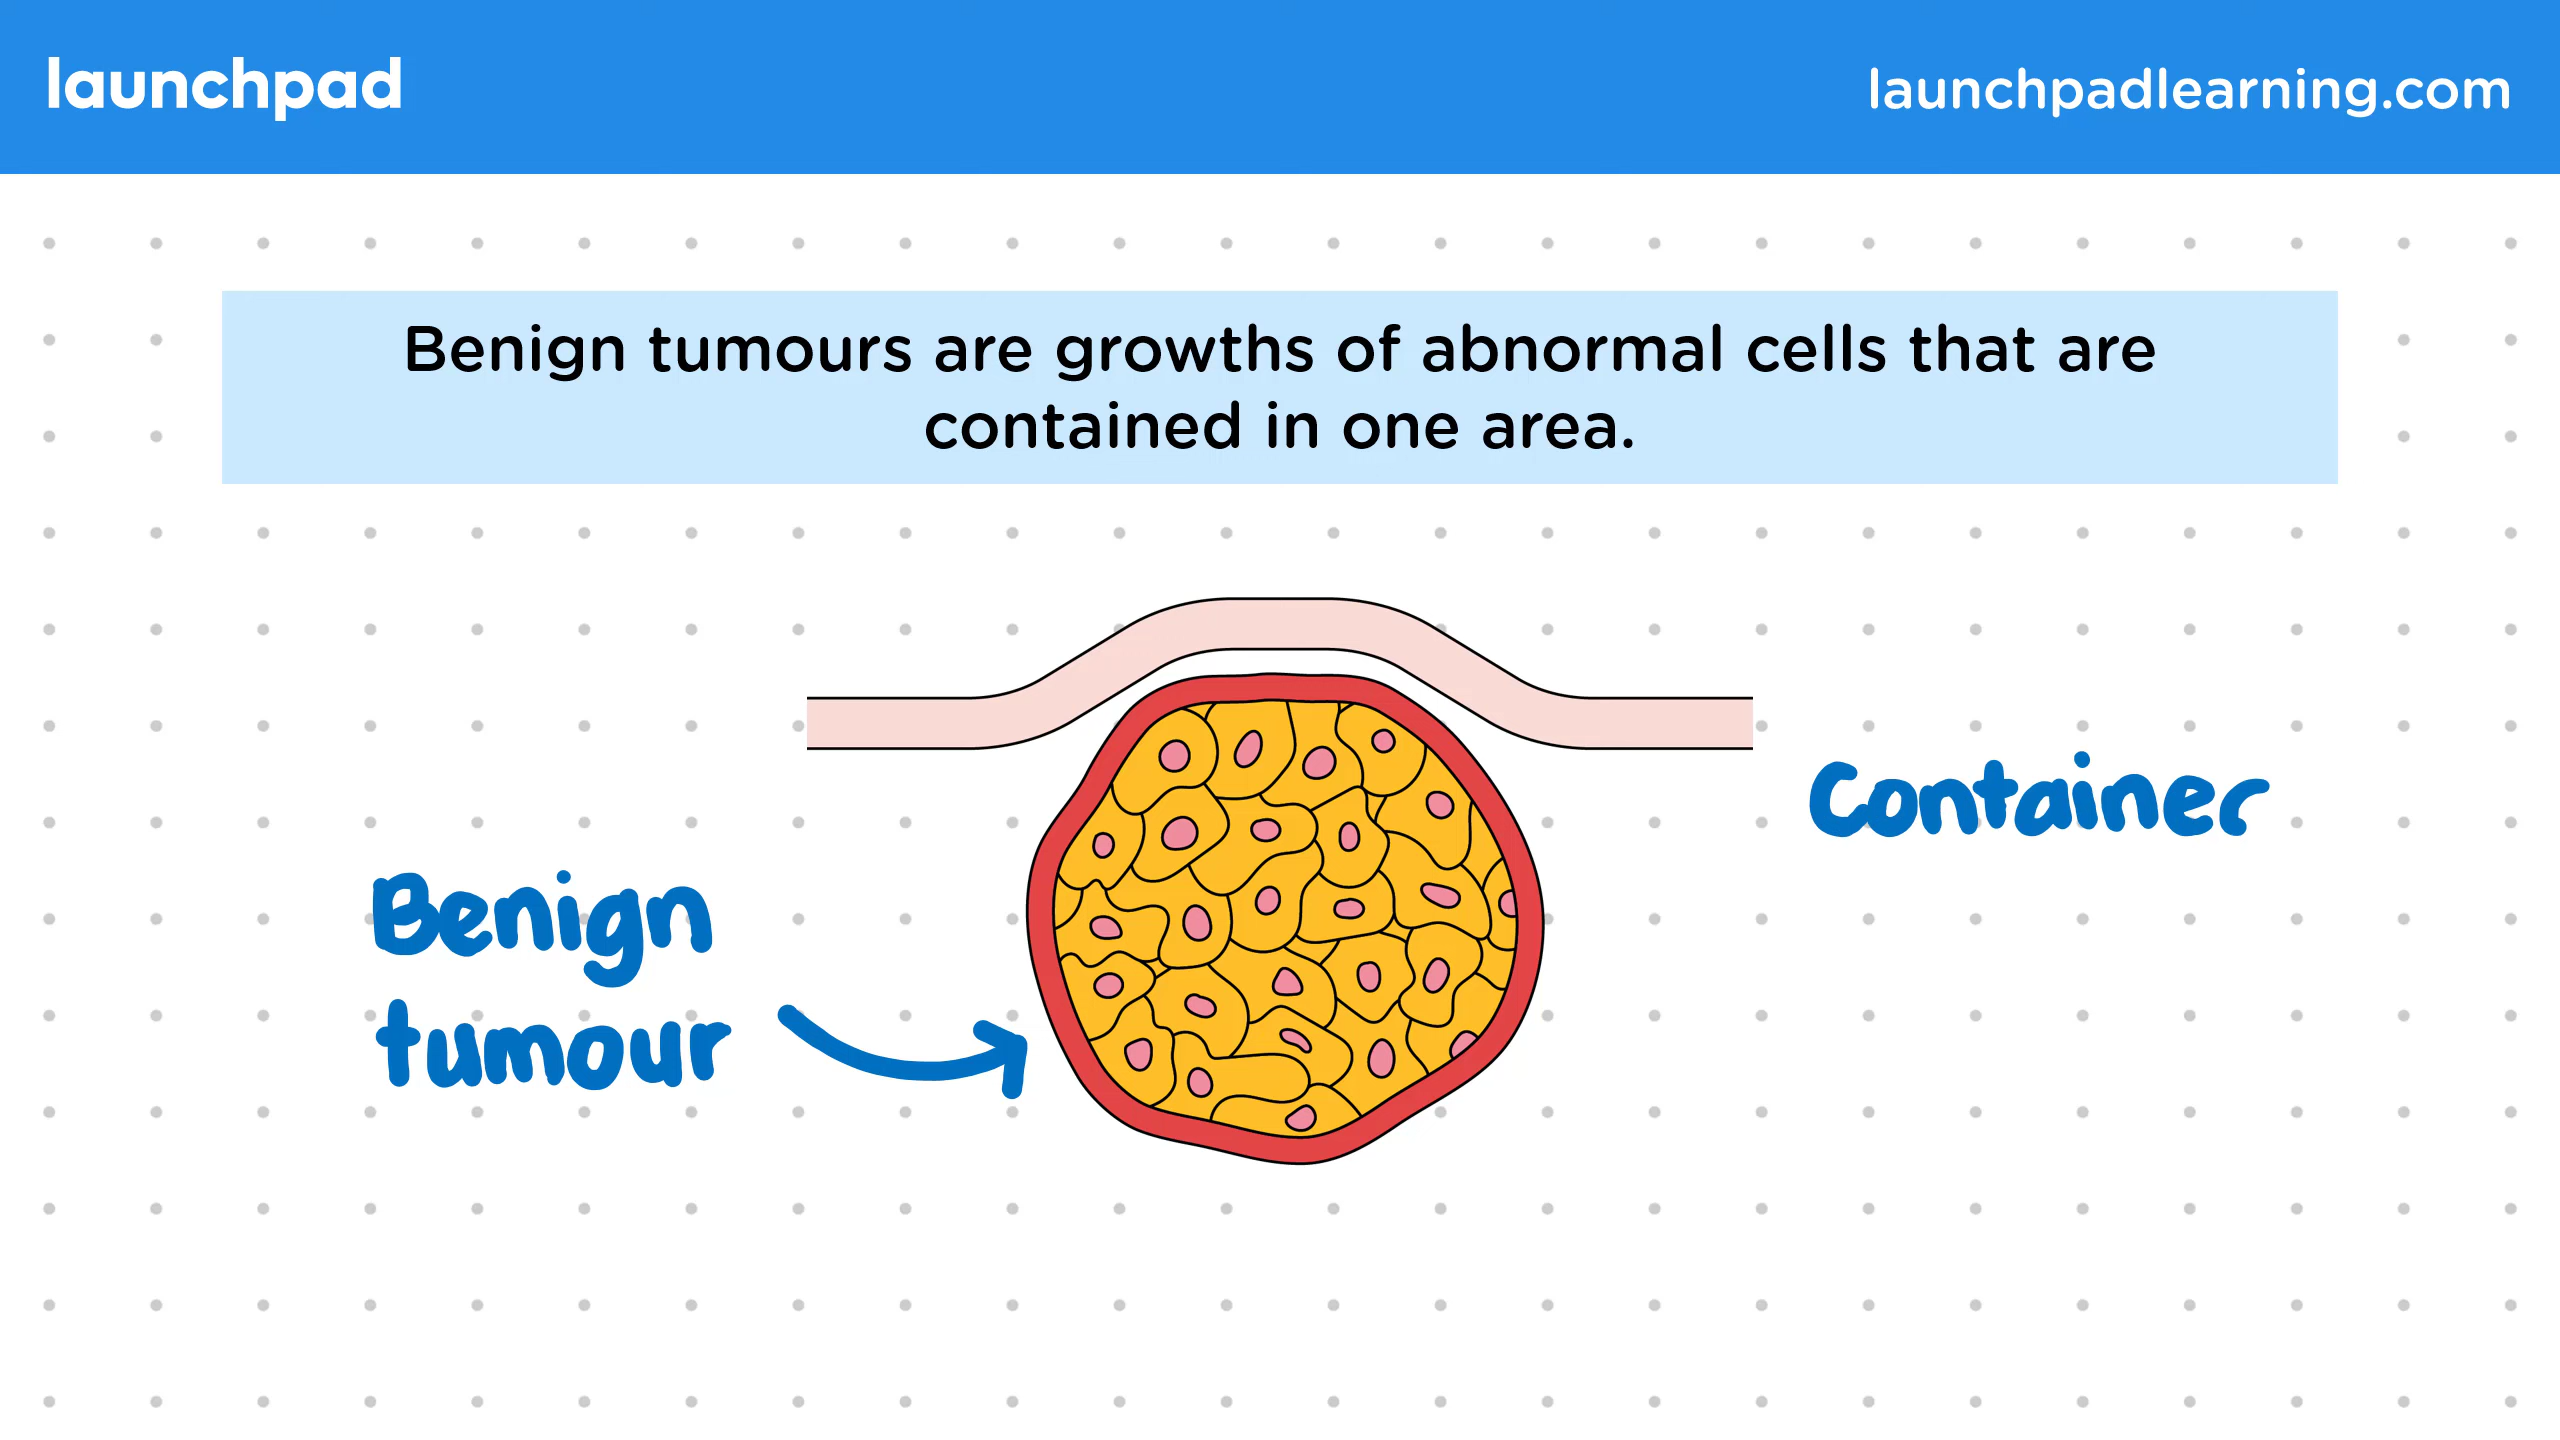 launchpad
launchpadlearning.com
Benign tumours are growths of abnormal cells that are
contained in one area.
Container
Benign
tumour